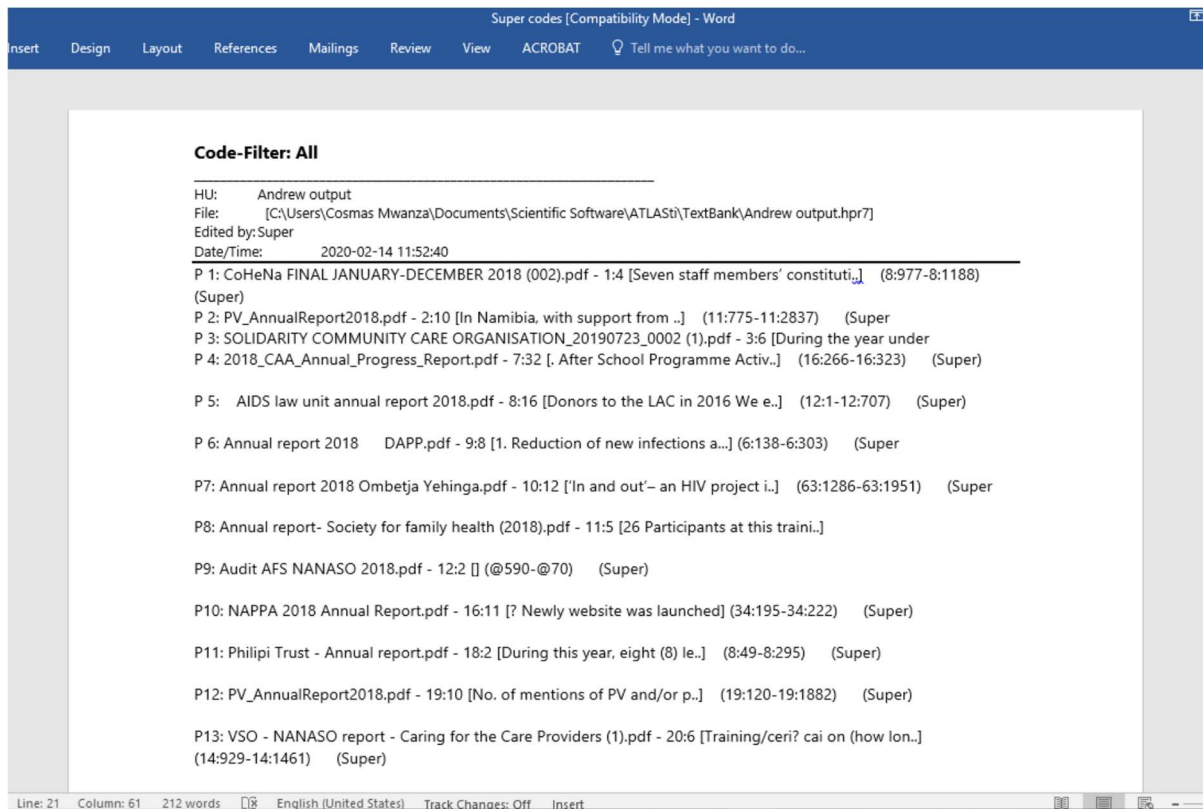 Super codes [Compatibility Mode] - Word
Insert Design Layout References Mailings Review View ACROBAT Tell me what you want to do...
Code-Filter: All
HU: Andrew output
File: [C:\Users\Cosmas Mwanza\Documents\Scientific Software\ATLASti\TextBank\Andrew output.hpr7]
Edited by: Super
Date/Time: 2020-02-14 11:52:40
P 1: CoHeNa FINAL JANUARY-DECEMBER 2018 (002).pdf - 1:4 [Seven staff members’ constituti..] (8:977-8:1188)
(Super)
P 2: PV_AnnualReport2018.pdf - 2:10 [In Namibia, with support from ..] (11:775-11:2837) (Super
P 3: SOLIDARITY COMMUNITY CARE ORGANISATION_20190723_0002 (1).pdf - 3:6 [During the year under
P 4: 2018_CAA_Annual_Progress_Report.pdf - 7:32 [. After School Programme Activ..] (16:266-16:323) (Super)
P 5: AIDS law unit annual report 2018.pdf - 8:16 [Donors to the LAC in 2016 We e..] (12:1-12:707) (Super)
P 6: Annual report 2018 DAPP.pdf - 9:8 [1. Reduction of new infections a...] (6:138-6:303) (Super
P7: Annual report 2018 Ombetja Yehinga.pdf - 10:12 [‘In and out’– an HIV project i..] (63:1286-63:1951) (Super
P8: Annual report- Society for family health (2018).pdf - 11:5 [26 Participants at this traini..]
P9: Audit AFS NANASO 2018.pdf - 12:2 [] (@590-@70) (Super)
P10: NAPPA 2018 Annual Report.pdf - 16:11 [? Newly website was launched] (34:195-34:222) (Super)
P11: Philipi Trust - Annual report.pdf - 18:2 [During this year, eight (8) le..] (8:49-8:295) (Super)
P12: PV_AnnualReport2018.pdf - 19:10 [No. of mentions of PV and/or p..] (19:120-19:1882) (Super)
P13: VSO - NANASO report - Caring for the Care Providers (1).pdf - 20:6 [Training/ceri? cai on (how lon..]
(14:929-14:1461) (Super)
Line: 21 Column: 61 212 words English (United States) Track Changes: Off Insert